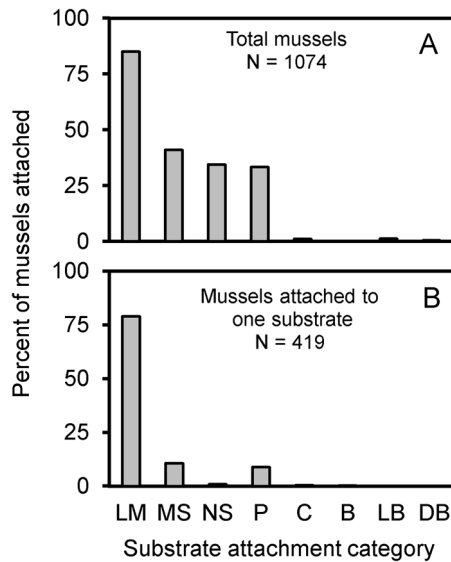 Percent of mussels attached
100
75
50
25
0
Total mussels
N = 1074
A
100
75
50
25
0
Mussels attached to
one substrate
N = 419
B
LM MS NS P C B LB DB
Substrate attachment category